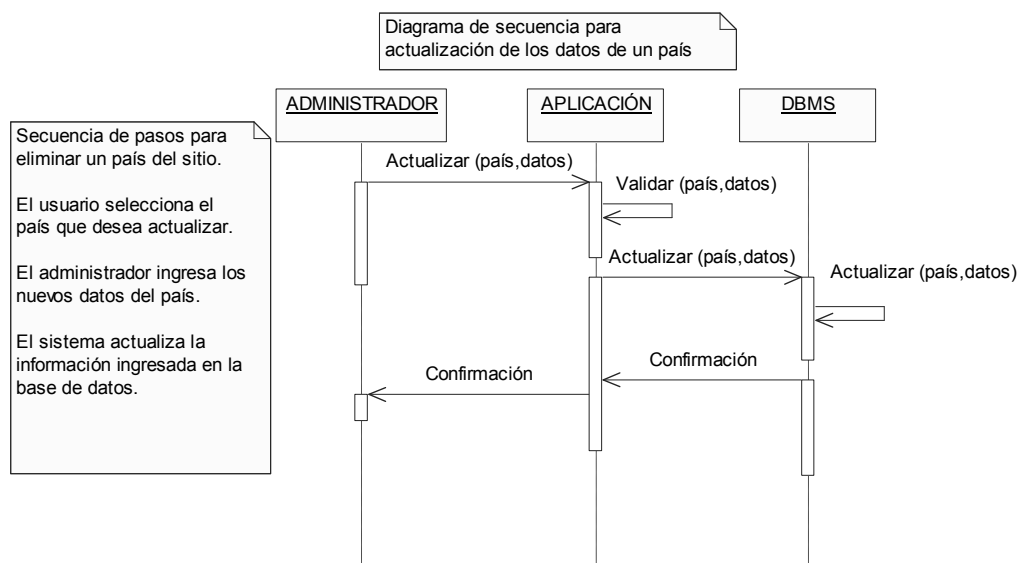 Diagrama de secuencia para
actualización de los datos de un país
ADMINISTRADOR
APLICACIÓN
DBMS
Secuencia de pasos para
eliminar un país del sitio.
El usuario selecciona el
país que desea actualizar.
El administrador ingresa los
nuevos datos del país.
El sistema actualiza la
información ingresada en la
base de datos.
Actualizar (país,datos)
Validar (país,datos)
Actualizar (país,datos)
Actualizar (país,datos)
Confirmación
Confirmación